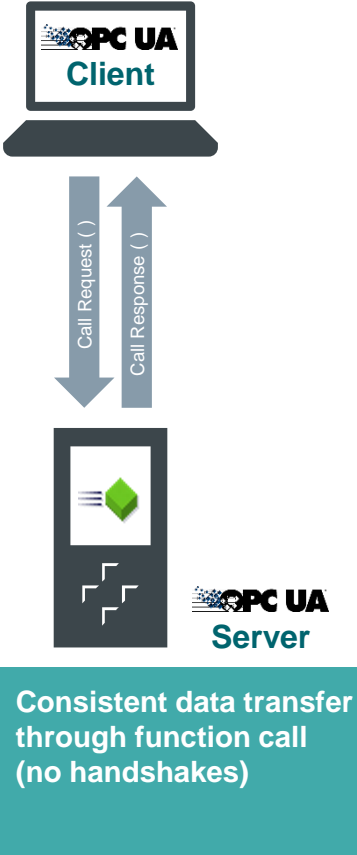 OPC UA
Client
Call Request ( )
Call Response ( )
OPC UA
Server
Consistent data transfer
through function call
(no handshakes)